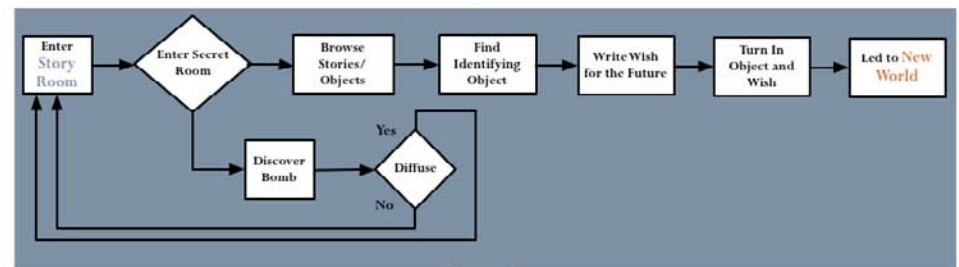 Enter
Story
Room
Enter Secret
Room
Browse
Stories/
Objects
Find
Identifying
Object
Write Wish
for the Future
Turn In
Object and
Wish
Led to New
World
Yes
Discover
Bomb
Diffuse
No